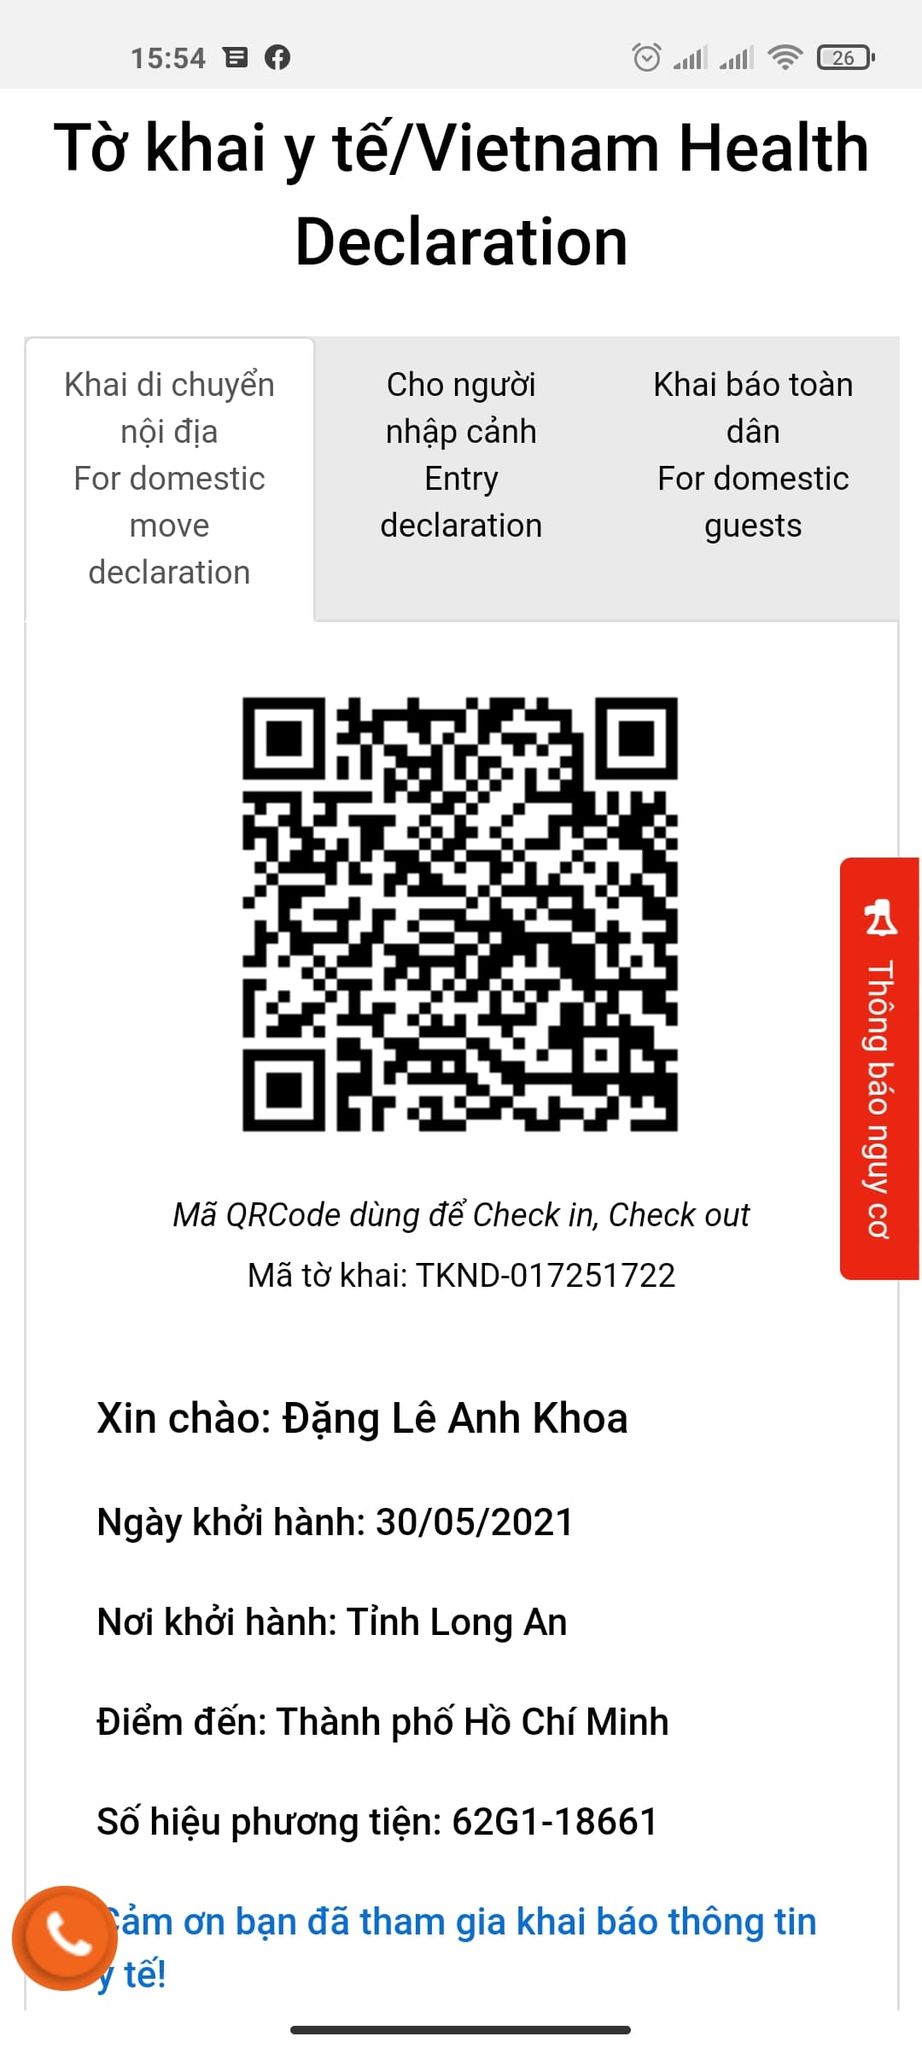 15:54
26
Tờ khai y tế/Vietnam Health
Declaration
Khai di chuyển
nội địa
For domestic
move
declaration
Cho người
nhập cảnh
Entry
declaration
Khai báo toàn
dân
For domestic
guests
Thông báo nguy cơ
Mã QRCode dùng để Check in, Check out
Mã tờ khai: TKND-017251722
Xin chào: Đặng Lê Anh Khoa
Ngày khởi hành: 30/05/2021
Nơi khởi hành: Tỉnh Long An
Điểm đến: Thành phố Hồ Chí Minh
Số hiệu phương tiện: 62G1-18661
Cảm ơn bạn đã tham gia khai báo thông tin
y tế!